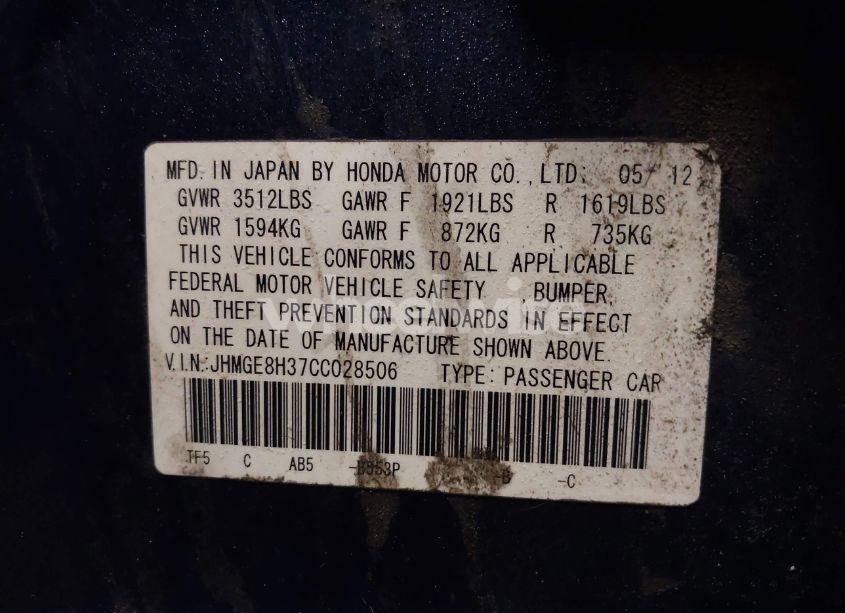 MFD. IN JAPAN BY HONDA MOTOR CO., LTD. 05/ 12
GVWR 3512LBS GAWR F 1921LBS R 1619LBS
GVWR 1594KG GAWR F 872KG R 735KG
THIS VEHICLE CONFORMS TO ALL APPLICABLE
FEDERAL MOTOR VEHICLE SAFETY , BUMPER,
AND THEFT PREVENTION STANDARDS IN EFFECT
ON THE DATE OF MANUFACTURE SHOWN ABOVE.
V.I.N.:JHMGE8H37CC028506 TYPE: PASSENGER CAR
TF5 C AB5 -B553P -B -C